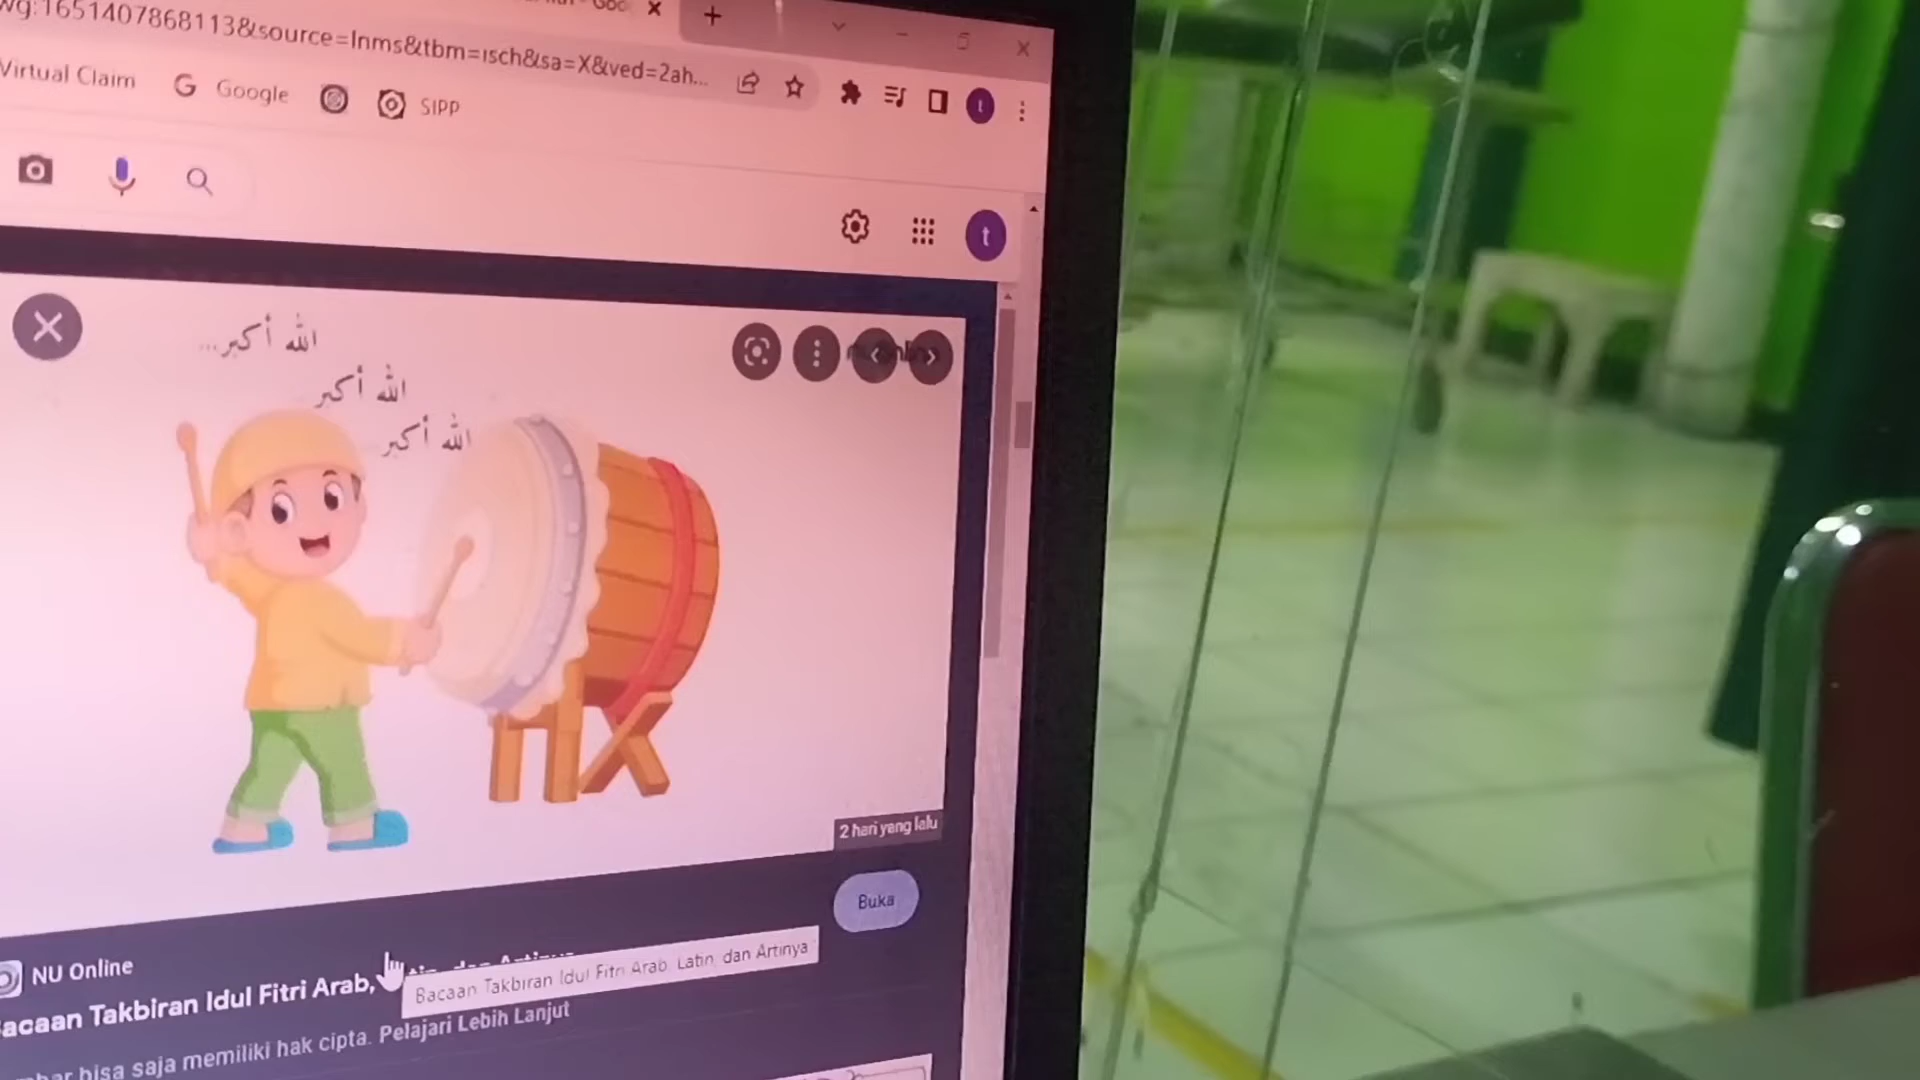 1651407868113&source=lnms&tbm=isch&sa=X&ved=2ah...
Virtual Claim Google SIPP
t
t
الله أكبر...
الله أكبر
الله أكبر
2 hari yang lalu
Buka
NU Online
Bacaan Takbiran Idul Fitri Arab, Latin, dan Artinya
acaan Takbiran Idul Fitri Arab,
bisa saja memiliki hak cipta. Pelajari Lebih Lanjut